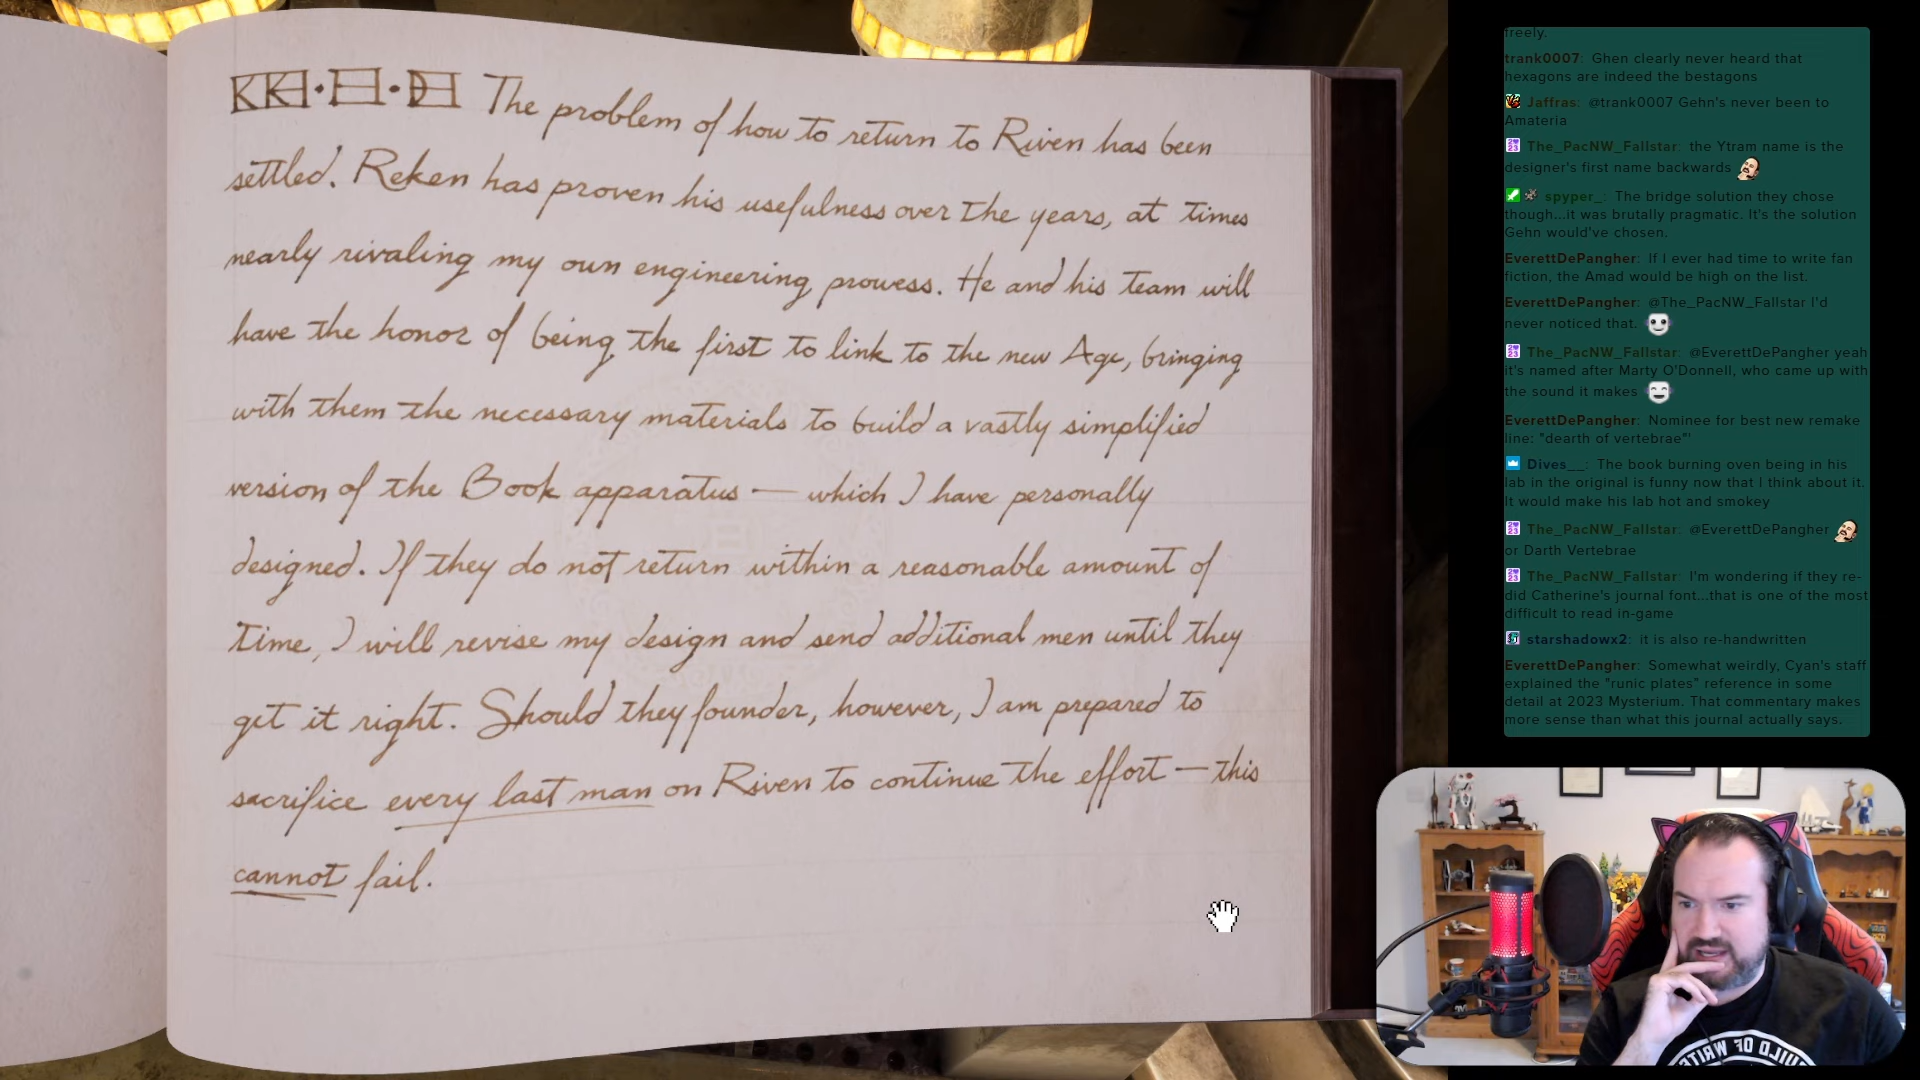 The problem of how to return to Riven has been
settled. Reken has proven his usefulness over the years, at times
nearly rivaling my own engineering prowess. He and his team will
have the honor of being the first to link to the new Age, bringing
with them the necessary materials to build a vastly simplified
version of the Book apparatus — which I have personally
designed. If they do not return within a reasonable amount of
time, I will revise my design and send additional men until they
get it right. Should they founder, however, I am prepared to
sacrifice every last man on Riven to continue the effort — this
cannot fail.
freely.
trank0007: Ghen clearly never heard that
hexagons are indeed the bestagons
Jaffras: @trank0007 Gehn's never been to
Amateria
The_PacNW_Fallstar: the Ytram name is the
designer's first name backwards
spyper_: The bridge solution they chose
though...it was brutally pragmatic. It's the solution
Gehn would've chosen.
EverettDePangher: If I ever had time to write fan
fiction, the Amad would be high on the list.
EverettDePangher: @The_PacNW_Fallstar I'd
never noticed that.
The_PacNW_Fallstar: @EverettDePangher yeah
it's named after Marty O'Donnell, who came up with
the sound it makes
EverettDePangher: Nominee for best new remake
line: "dearth of vertebrae"'
Dives__: The book burning oven being in his
lab in the original is funny now that I think about it.
It would make his lab hot and smokey
The_PacNW_Fallstar: @EverettDePangher
or Darth Vertebrae
The_PacNW_Fallstar: I'm wondering if they re-
did Catherine's journal font...that is one of the most
difficult to read in-game
starshadowx2: it is also re-handwritten
EverettDePangher: Somewhat weirdly, Cyan's staff
explained the "runic plates" reference in some
detail at 2023 Mysterium. That commentary makes
more sense than what this journal actually says.
GUILD OF WRITE